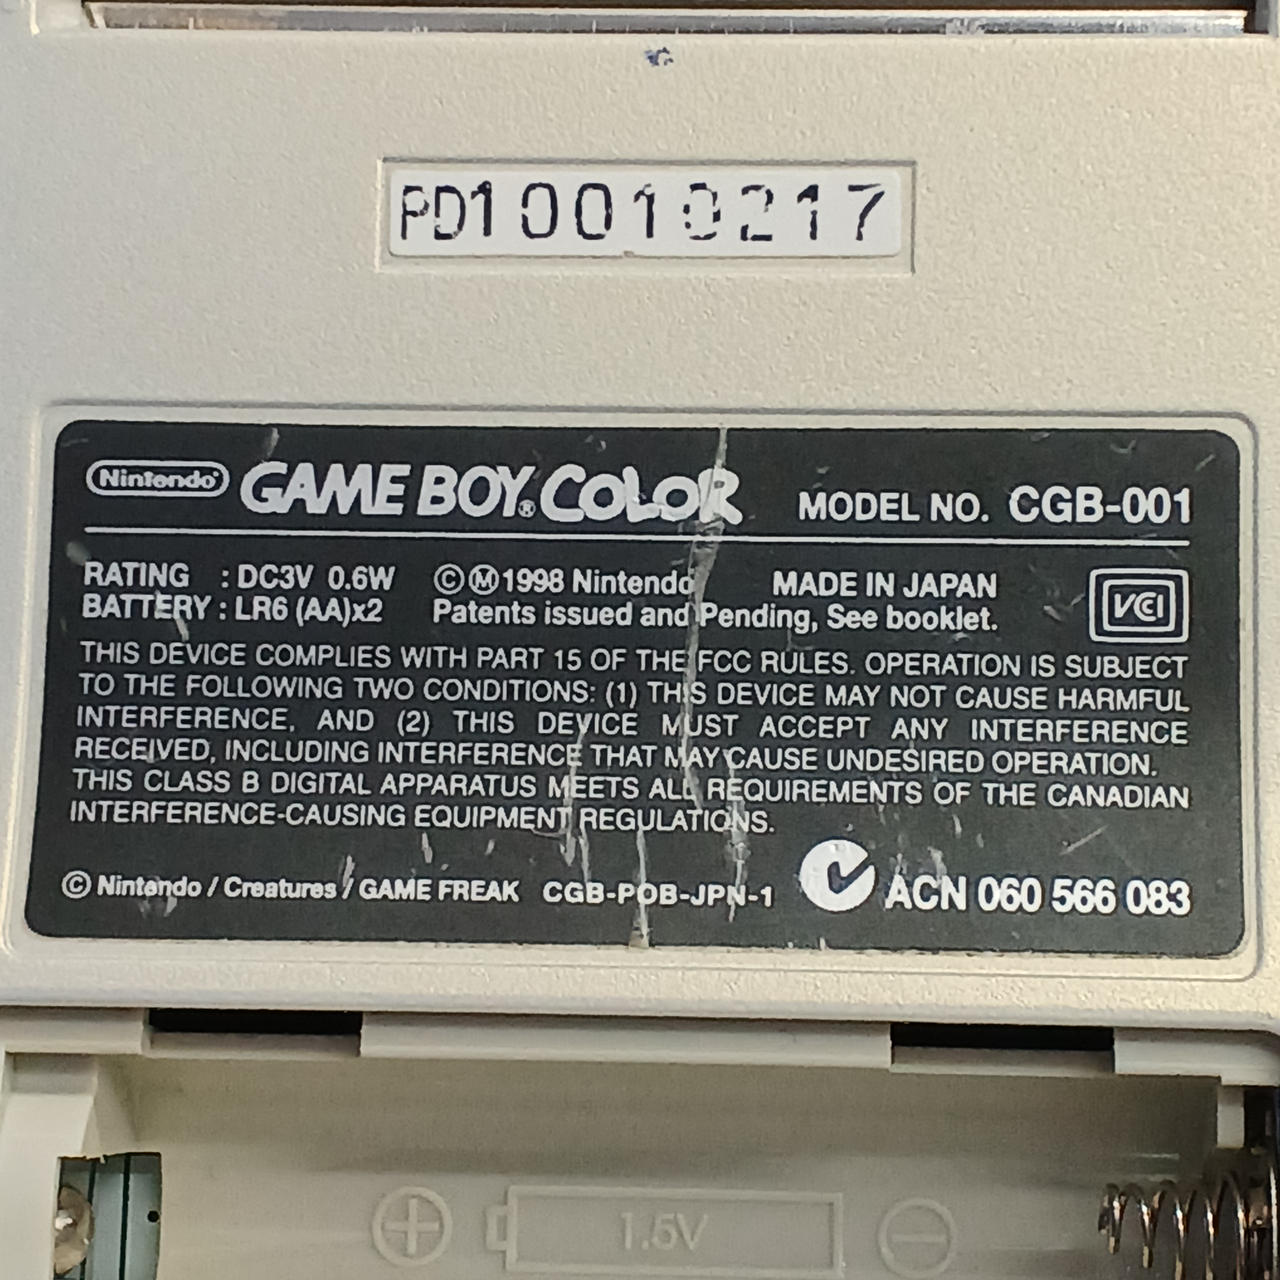 PD10010217
Nintendo® GAME BOY® COLOR MODEL NO. CGB-001
RATING : DC3V 0.6W ©Ⓜ1998 Nintendo MADE IN JAPAN
BATTERY : LR6 (AA)x2 Patents issued and Pending, See booklet.
VCI
THIS DEVICE COMPLIES WITH PART 15 OF THE FCC RULES. OPERATION IS SUBJECT
TO THE FOLLOWING TWO CONDITIONS: (1) THIS DEVICE MAY NOT CAUSE HARMFUL
INTERFERENCE, AND (2) THIS DEVICE MUST ACCEPT ANY INTERFERENCE
RECEIVED, INCLUDING INTERFERENCE THAT MAY CAUSE UNDESIRED OPERATION.
THIS CLASS B DIGITAL APPARATUS MEETS ALL REQUIREMENTS OF THE CANADIAN
INTERFERENCE-CAUSING EQUIPMENT REGULATIONS.
© Nintendo / Creatures / GAME FREAK CGB-POB-JPN-1 ACN 060 566 083
+ 1.5V −